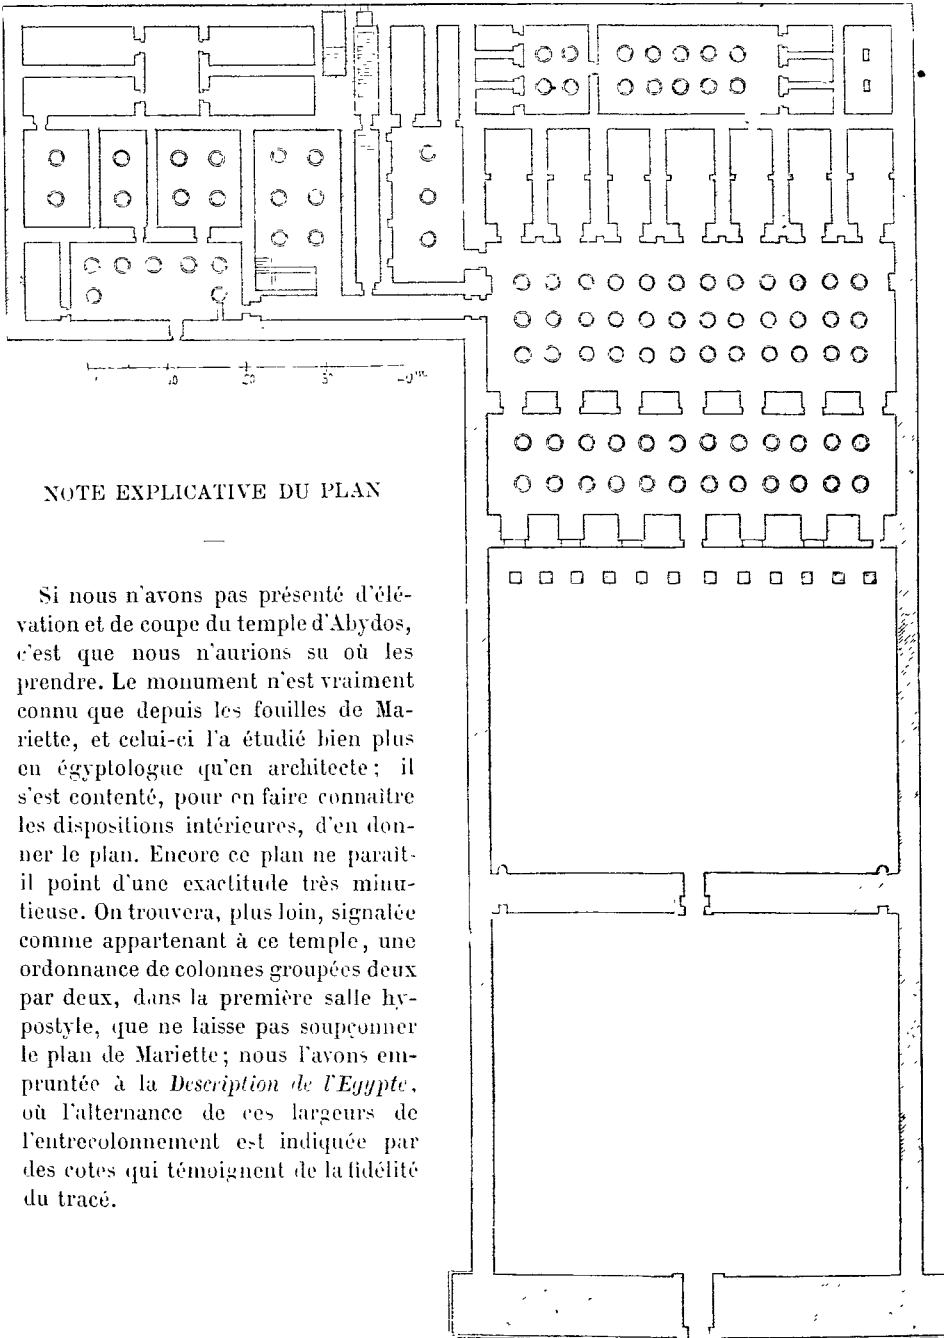 10
20
NOTE EXPLICATIVE DU PLAN
Si nous n'avons pas présenté d'élé-
vation et de coupe du temple d'Abydos,
c'est que nous n'aurions su où les
prendre. Le monument n'est vraiment
connu que depuis les fouilles de Ma-
riette, et celui-ci l'a étudié bien plus
en égyptologue qu'en architecte ; il
s'est contenté, pour en faire connaître
les dispositions intérieures, d'en don-
ner le plan. Encore ce plan ne paraît-
il point d'une exactitude très minu-
tieuse. On trouvera, plus loin, signalée
comme appartenant à ce temple, une
ordonnance de colonnes groupées deux
par deux, dans la première salle hy-
postyle, que ne laisse pas soupçonner
le plan de Mariette ; nous l'avons em-
pruntée à la Description de l'Egypte,
où l'alternance de ces largeurs de
l'entrecolonnement est indiquée par
des cotes qui témoignent de la fidélité
du tracé.